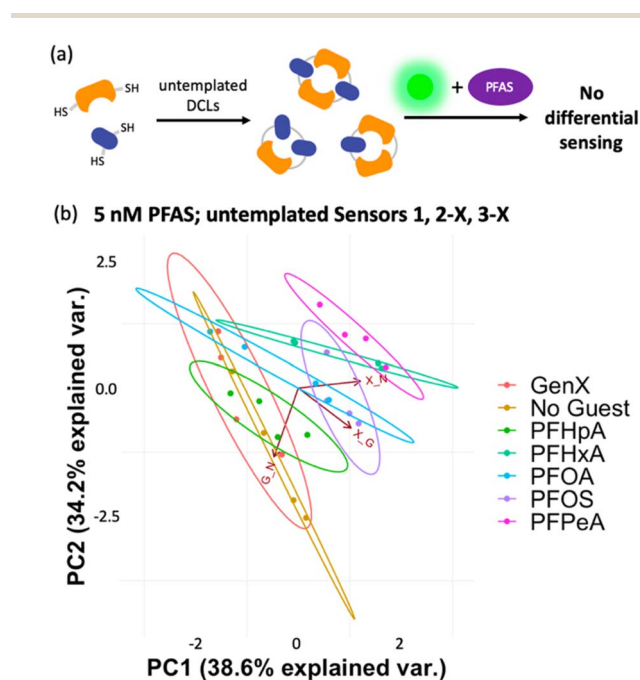 (a)
SH
HS
SH
HS
untemplated
DCLs
+ PFAS
No
differential
sensing
(b) 5 nM PFAS; untemplated Sensors 1, 2-X, 3-X
PC2 (34.2% explained var.)
2.5
0.0
-2.5
X_N
X_G
G_N
GenX
No Guest
PFHpA
PFHxA
PFOA
PFOS
PFPeA
-2
0
2
PC1 (38.6% explained var.)